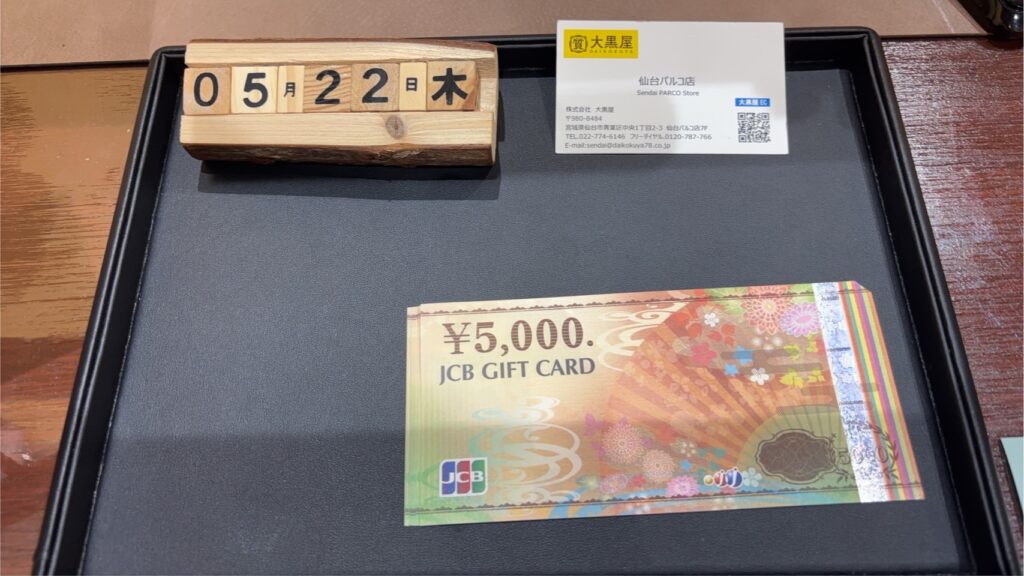 05月22日木
質 大黒屋
DAIKOKUYA
仙台パルコ店
Sendai PARCO Store
大黒屋 EC
株式会社 大黒屋
〒980-8484
宮城県仙台市青葉区中央1丁目2-3 仙台パルコ店7F
TEL.022-774-6146 フリーダイヤル.0120-787-766
E-mail:sendai@daikokuya78.co.jp
¥5,000.
JCB GIFT CARD
JCB